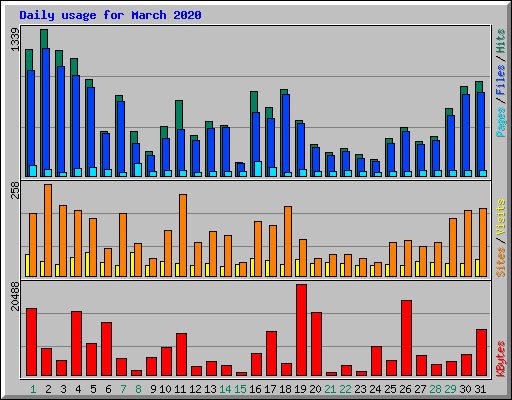 Daily usage for March 2020
1339
Pages / Files / Hits
258
Sites / Visits
20488
KBytes
1 2 3 4 5 6 7 8 9 10 11 12 13 14 15 16 17 18 19 20 21 22 23 24 25 26 27 28 29 30 31